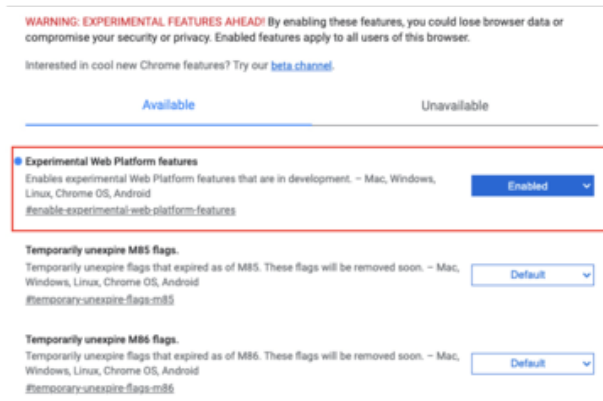 WARNING: EXPERIMENTAL FEATURES AHEAD! By enabling these features, you could lose browser data or
compromise your security or privacy. Enabled features apply to all users of this browser.
Interested in cool new Chrome features? Try our beta channel.
Available
Unavailable
Experimental Web Platform features
Enables experimental Web Platform features that are in development. – Mac, Windows,
Linux, Chrome OS, Android
#enable-experimental-web-platform-features
Enabled
Temporarily unexpire M85 flags.
Temporarily unexpire flags that expired as of M85. These flags will be removed soon. – Mac,
Windows, Linux, Chrome OS, Android
#temporary-unexpire-flags-m85
Default
Temporarily unexpire M86 flags.
Temporarily unexpire flags that expired as of M86. These flags will be removed soon. – Mac,
Windows, Linux, Chrome OS, Android
#temporary-unexpire-flags-m86
Default